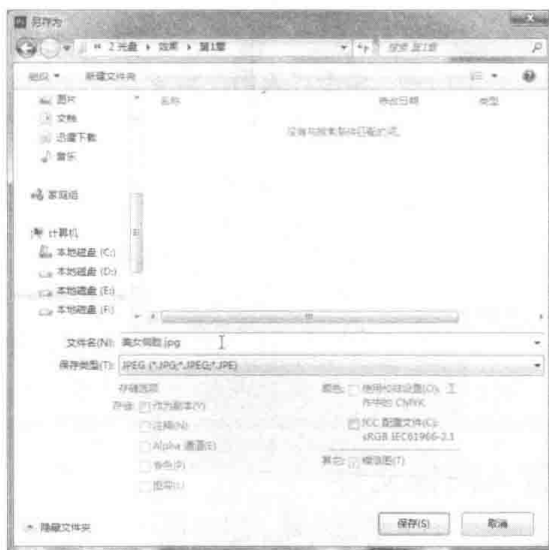 另存为
« 2光盘 ▸ 效果 ▸ 第1章
搜索 第1章
组织 ▾ 新建文件夹
图片
文档
迅雷下载
音乐
家庭组
计算机
本地磁盘 (C:)
本地磁盘 (D:)
本地磁盘 (E:)
本地磁盘 (F:)
名称 修改日期 类型
没有与搜索条件匹配的项。
文件名(N): 美女侧脸.jpg
保存类型(T): JPEG (*.JPG;*.JPEG;*.JPE)
存储选项
存储: 作为副本(Y)
注释(N)
Alpha 通道(E)
专色(P)
图层(L)
颜色: 使用校样设置(O): 工
作中的 CMYK
ICC 配置文件(C):
sRGB IEC61966-2.1
其它: 缩览图(T)
隐藏文件夹
保存(S)
取消